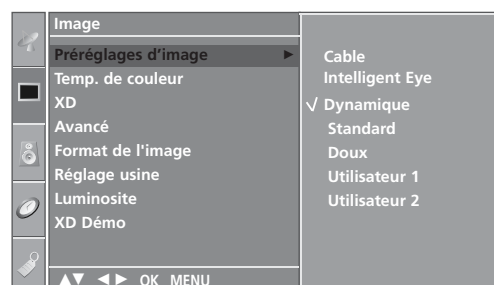 Image
Préréglages d’image ►
Temp. de couleur
XD
Avancé
Format de l'image
Réglage usine
Luminosite
XD Démo
▲▼ ◄► OK MENU
Cable
Intelligent Eye
√ Dynamique
Standard
Doux
Utilisateur 1
Utilisateur 2